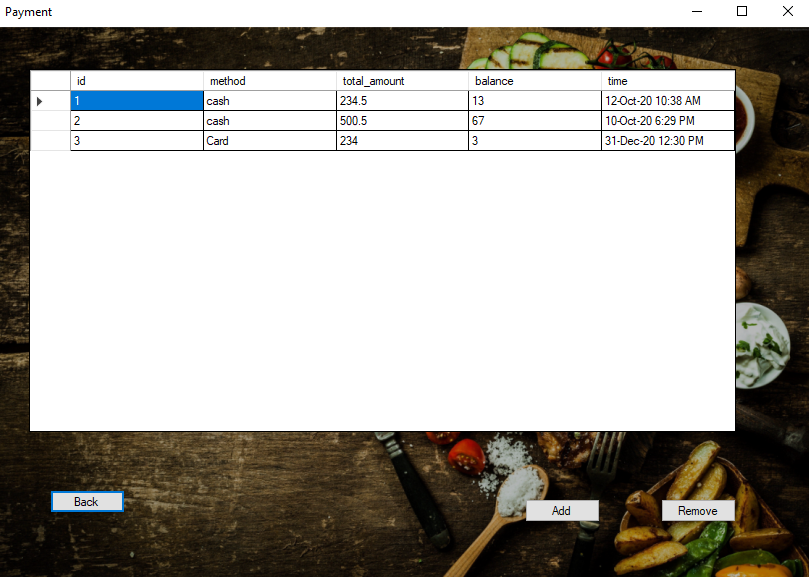 Payment
id method total_amount balance time
1 cash 234.5 13 12-Oct-20 10:38 AM
2 cash 500.5 67 10-Oct-20 6:29 PM
3 Card 234 3 31-Dec-20 12:30 PM
Back
Add Remove